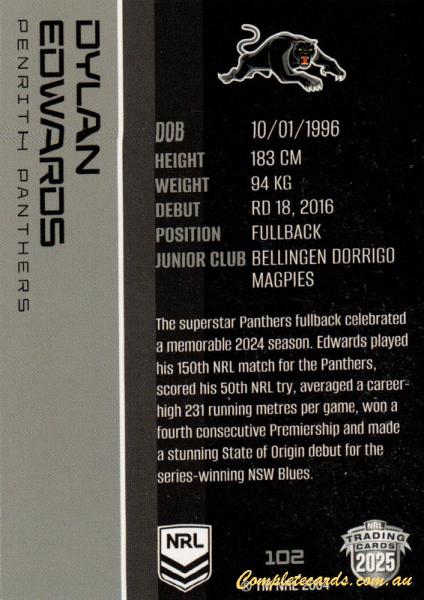 DYLAN
EDWARDS
PENRITH PANTHERS
DOB 10/01/1996
HEIGHT 183 CM
WEIGHT 94 KG
DEBUT RD 18, 2016
POSITION FULLBACK
JUNIOR CLUB BELLINGEN DORRIGO
MAGPIES
The superstar Panthers fullback celebrated
a memorable 2024 season. Edwards played
his 150th NRL match for the Panthers,
scored his 50th NRL try, averaged a career-
high 231 running metres per game, won a
fourth consecutive Premiership and made
a stunning State of Origin debut for the
series-winning NSW Blues.
NRL
102
NRL
TRADING
CARDS
2025
Completecards.com.au
© TM NRL 2004